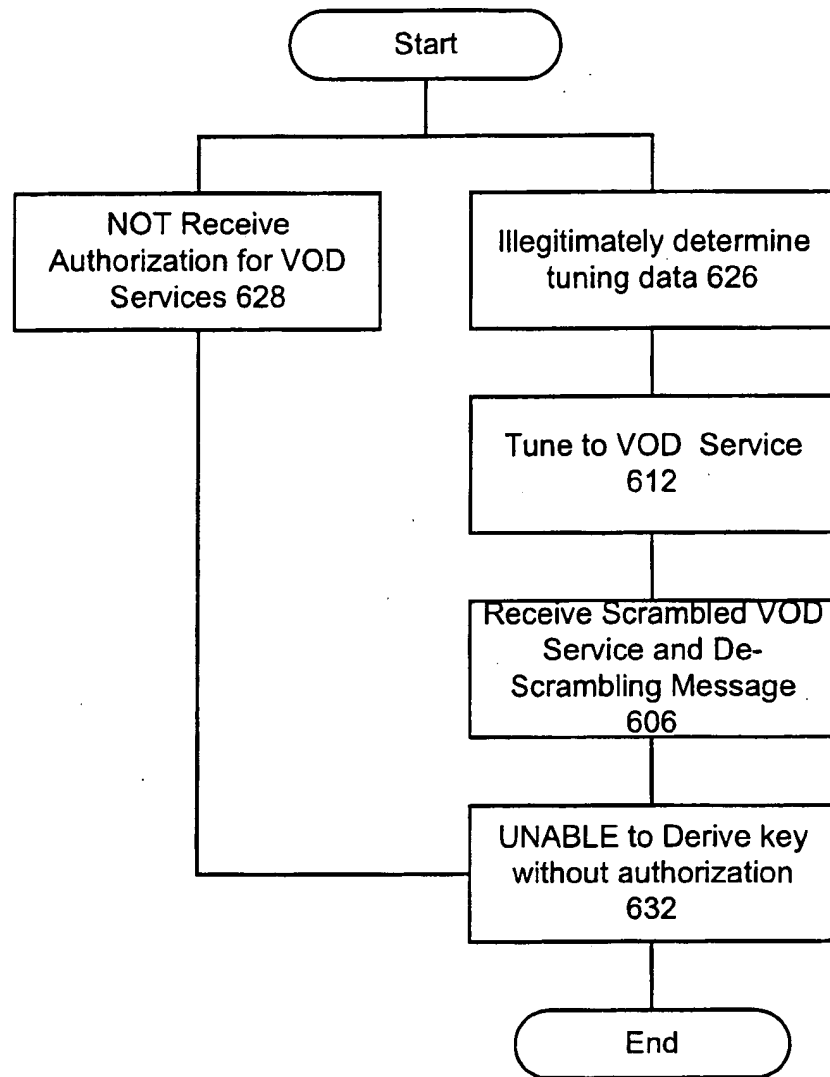 Start
NOT Receive
Authorization for VOD
Services 628
Illegitimately determine
tuning data 626
Tune to VOD Service
612
Receive Scrambled VOD
Service and De-
Scrambling Message
606
UNABLE to Derive key
without authorization
632
End